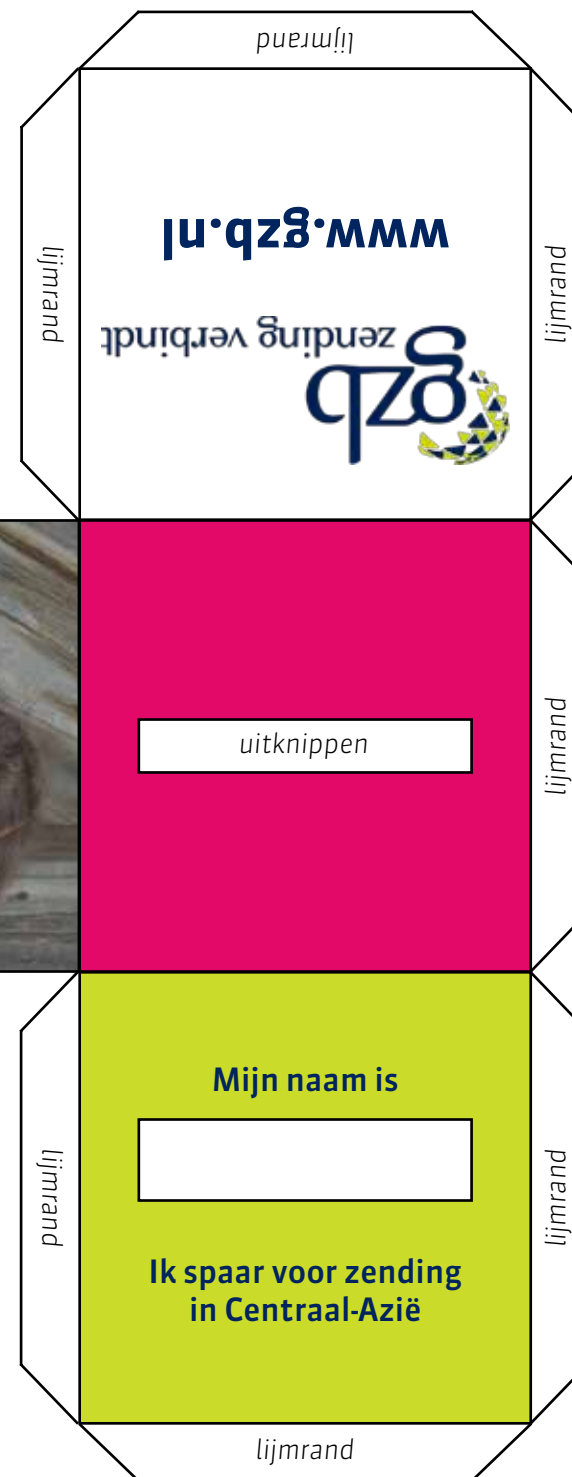 lijmrand
www.gzb.nl
lijmrand
lijmrand
zending verbindt
gzb
uitknippen
lijmrand
Mijn naam is
lijmrand
lijmrand
Ik spaar voor zending
in Centraal-Azië
lijmrand